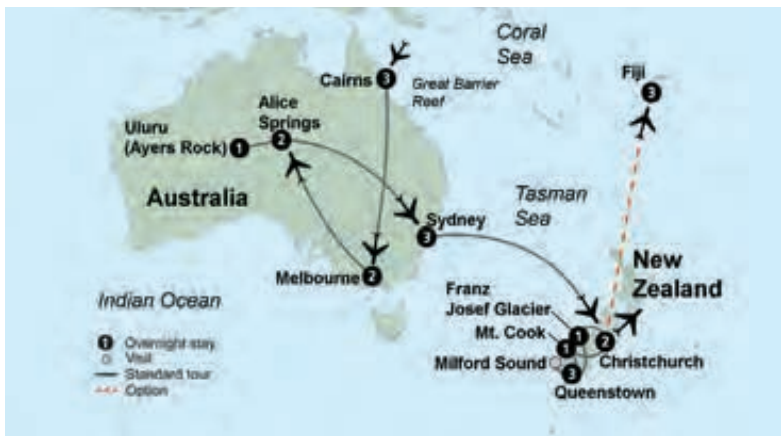 Coral
Sea
Cairns
3
Great Barrier
Reef
Fiji
3
Alice
Springs
2
Uluru
(Ayers Rock)
1
Australia
Tasman
Sea
Sydney
3
Melbourne
2
New
Zealand
Franz
Josef Glacier
1
Mt. Cook
1
2
Christchurch
Milford Sound
3
Queenstown
Indian Ocean
1 Overnight stay
Visit
Standard tour
Option